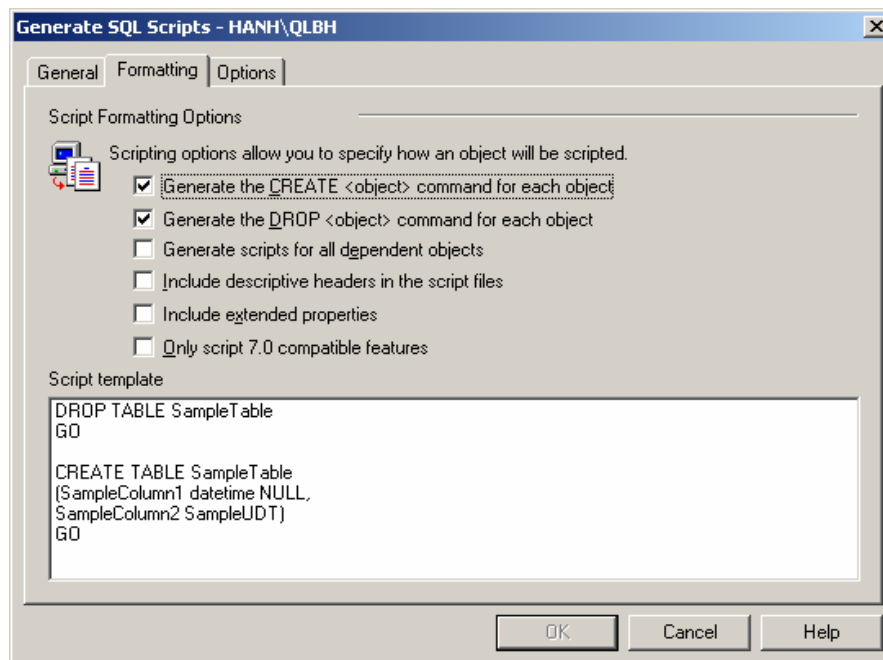 Generate SQL Scripts - HANH\QLBH
General Formatting Options
Script Formatting Options
Scripting options allow you to specify how an object will be scripted.
Generate the CREATE <object> command for each object
Generate the DROP <object> command for each object
Generate scripts for all dependent objects
Include descriptive headers in the script files
Include extended properties
Only script 7.0 compatible features
Script template
DROP TABLE SampleTable
GO
CREATE TABLE SampleTable
(SampleColumn1 datetime NULL,
SampleColumn2 SampleUDT)
GO
OK Cancel Help